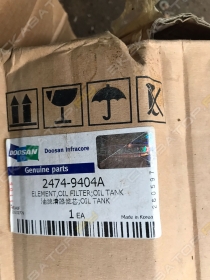 DOOSAN
Doosan Infracore
Genuine parts
2474-9404A
ELEMENT;OIL FILTER;OIL TANK
1 EA
Made in Korea